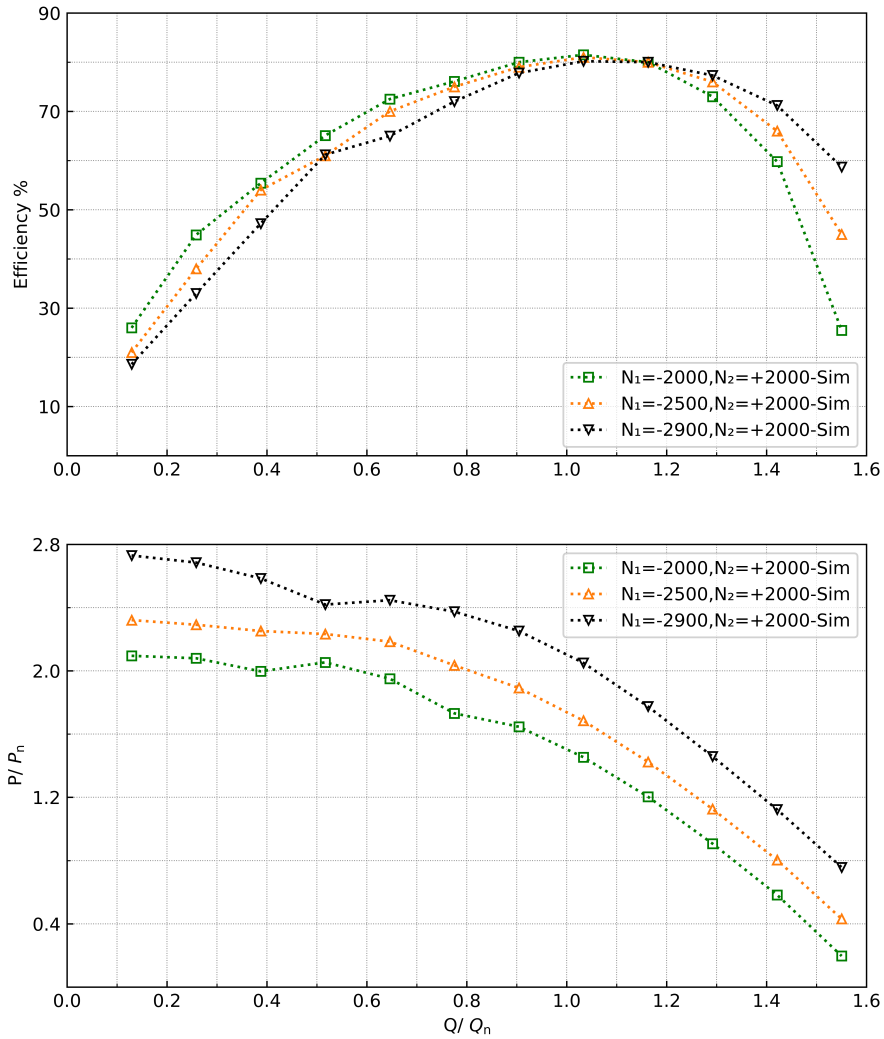 90
70
50
30
10
Efficiency %
0.0 0.2 0.4 0.6 0.8 1.0 1.2 1.4 1.6
N₁=-2000,N₂=+2000-Sim
N₁=-2500,N₂=+2000-Sim
N₁=-2900,N₂=+2000-Sim
2.8
2.0
1.2
0.4
P/ Pₙ
0.0 0.2 0.4 0.6 0.8 1.0 1.2 1.4 1.6
Q/ Qₙ
N₁=-2000,N₂=+2000-Sim
N₁=-2500,N₂=+2000-Sim
N₁=-2900,N₂=+2000-Sim